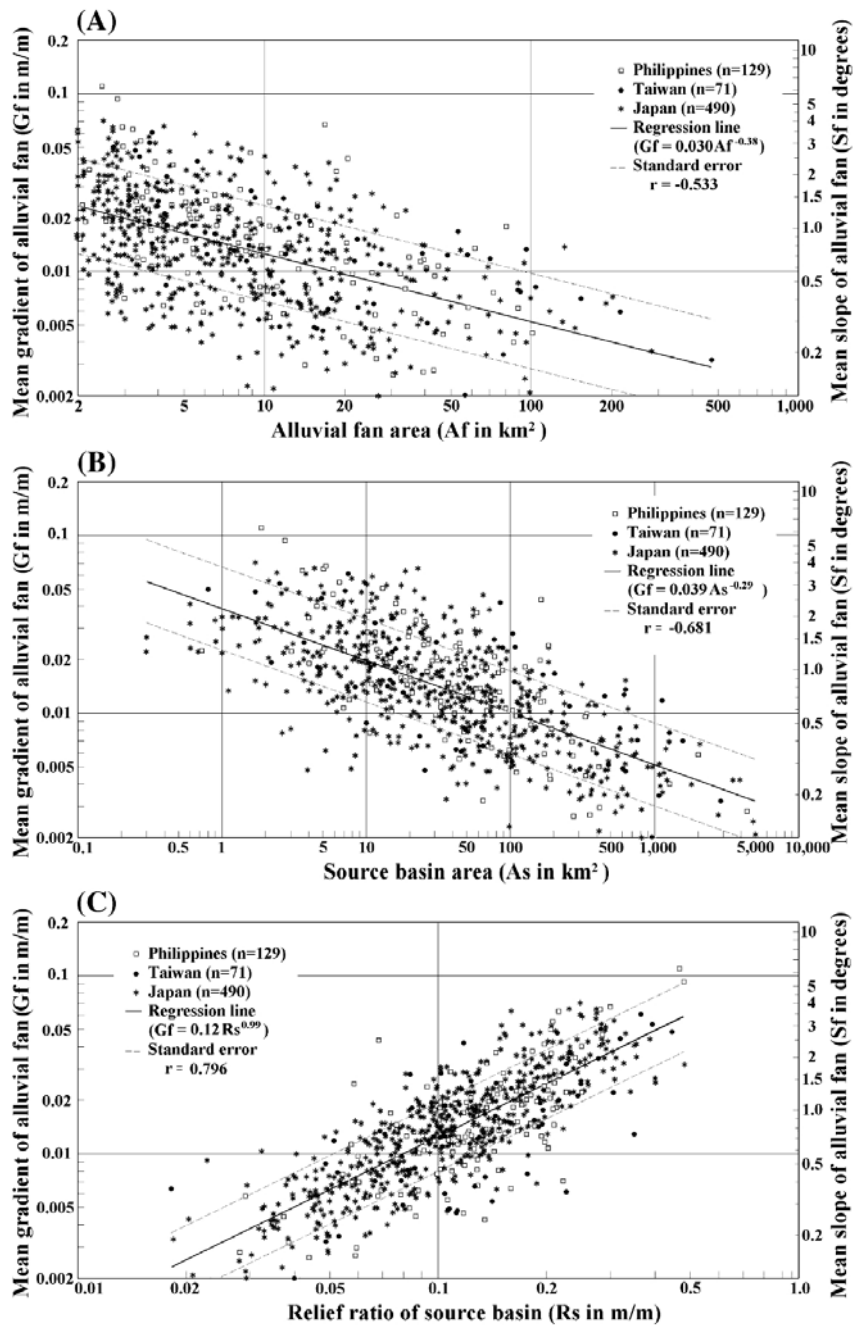 (A)
Mean gradient of alluvial fan (Gf in m/m)
0.2
0.1
0.05
0.02
0.01
0.005
0.002
Philippines (n=129)
Taiwan (n=71)
Japan (n=490)
Regression line
(Gf = 0.030 Af^-0.38)
Standard error
r = -0.533
10
5
2
1.5
1.0
0.5
0.2
Mean slope of alluvial fan (Sf in degrees)
2 5 10 20 50 100 200 500 1,000
Alluvial fan area (Af in km²)
(B)
Mean gradient of alluvial fan (Gf in m/m)
0.2
0.1
0.05
0.02
0.01
0.005
0.002
Philippines (n=129)
Taiwan (n=71)
Japan (n=490)
Regression line
(Gf = 0.039 As^-0.29)
Standard error
r = -0.681
10
5
3
2
1.5
1.0
0.5
0.2
Mean slope of alluvial fan (Sf in degrees)
0.1 0.5 1 5 10 50 100 500 1,000 5,000 10,000
Source basin area (As in km²)
(C)
Mean gradient of alluvial fan (Gf in m/m)
0.2
0.1
0.05
0.02
0.01
0.005
0.002
Philippines (n=129)
Taiwan (n=71)
Japan (n=490)
Regression line
(Gf = 0.12 Rs^0.99)
Standard error
r = 0.796
10
5
4
3
2
1.5
1.0
0.5
0.2
Mean slope of alluvial fan (Sf in degrees)
0.01 0.02 0.05 0.1 0.2 0.5 1.0
Relief ratio of source basin (Rs in m/m)